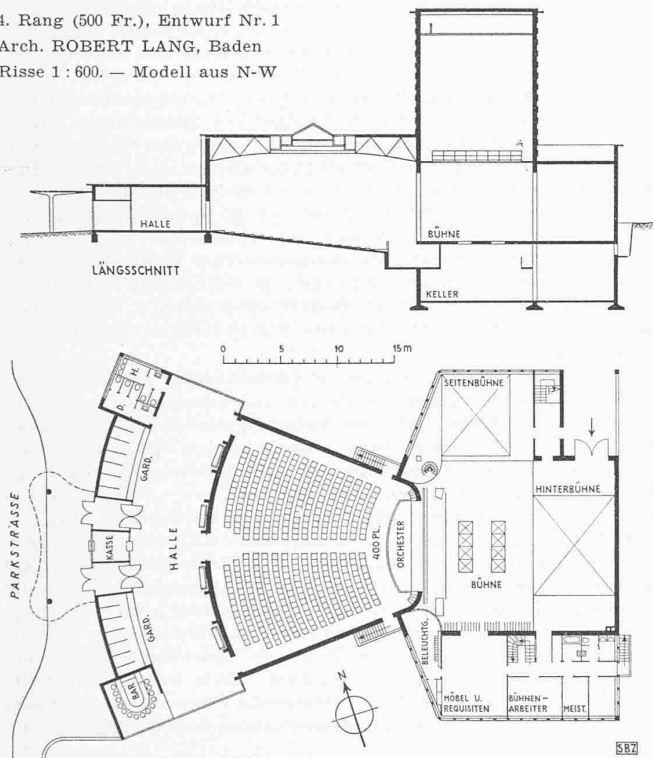 4. Rang (500 Fr.), Entwurf Nr. 1
Arch. ROBERT LANG, Baden
Risse 1 : 600. — Modell aus N-W
HALLE
BÜHNE
LÄNGSSCHNITT
KELLER
0 5 10 15 m
H.
D.
GARD.
SEITENBÜHNE
HINTERBÜHNE
PARKSTRÄSSE
KASSE
HALLE
400 PL.
ORCHESTER
BÜHNE
GARD.
BELEUCHTG.
BAR
N
MÖBEL U.
REQUISITEN
BÜHNEN-
ARBEITER
MEIST.
SBZ